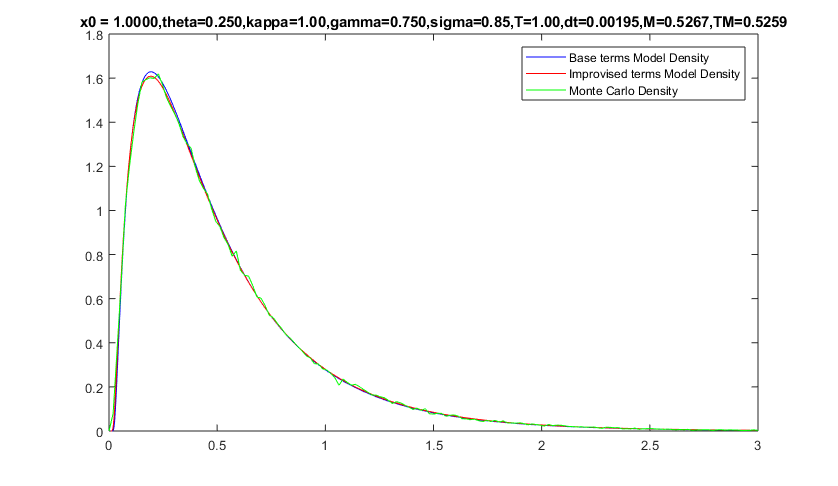 x0 = 1.0000,theta=0.250,kappa=1.00,gamma=0.750,sigma=0.85,T=1.00,dt=0.00195,M=0.5267,TM=0.5259
1.8
1.6
1.4
1.2
1
0.8
0.6
0.4
0.2
0
Base terms Model Density
Improvised terms Model Density
Monte Carlo Density
0 0.5 1 1.5 2 2.5 3